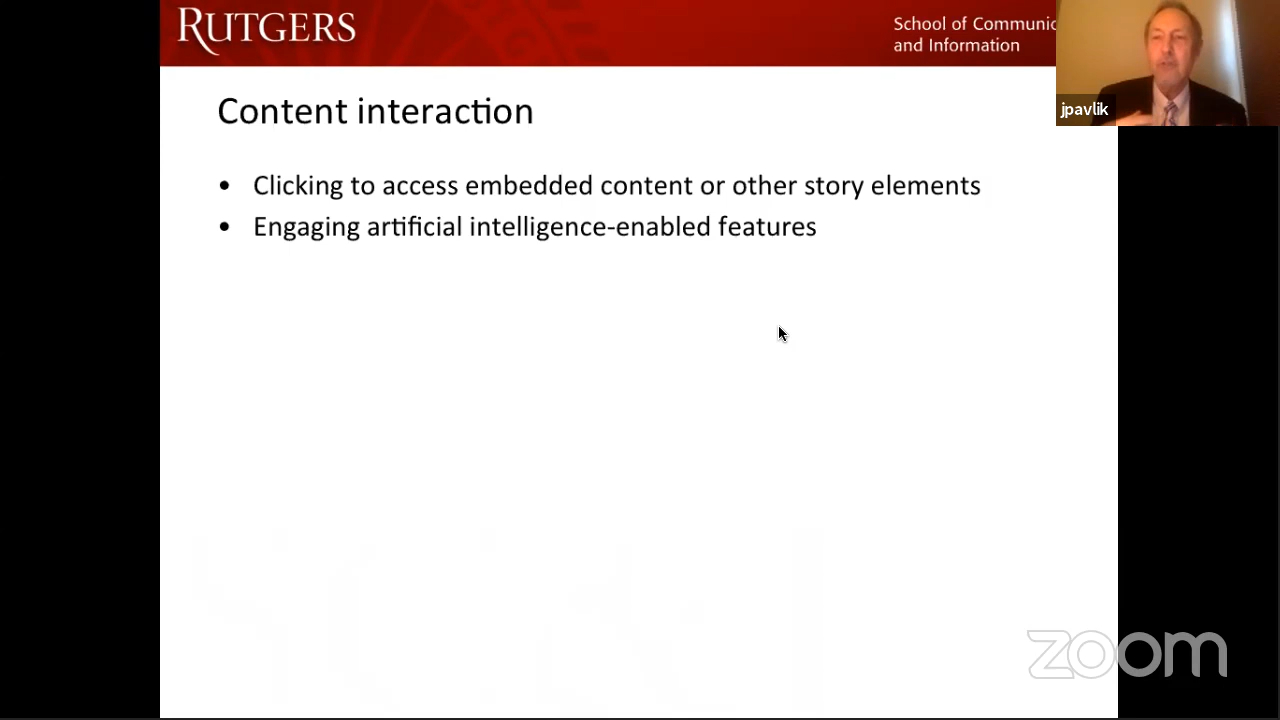 RUTGERS
School of Communic
and Information
jpavlik
Content interaction
• Clicking to access embedded content or other story elements
• Engaging artificial intelligence-enabled features
zoom